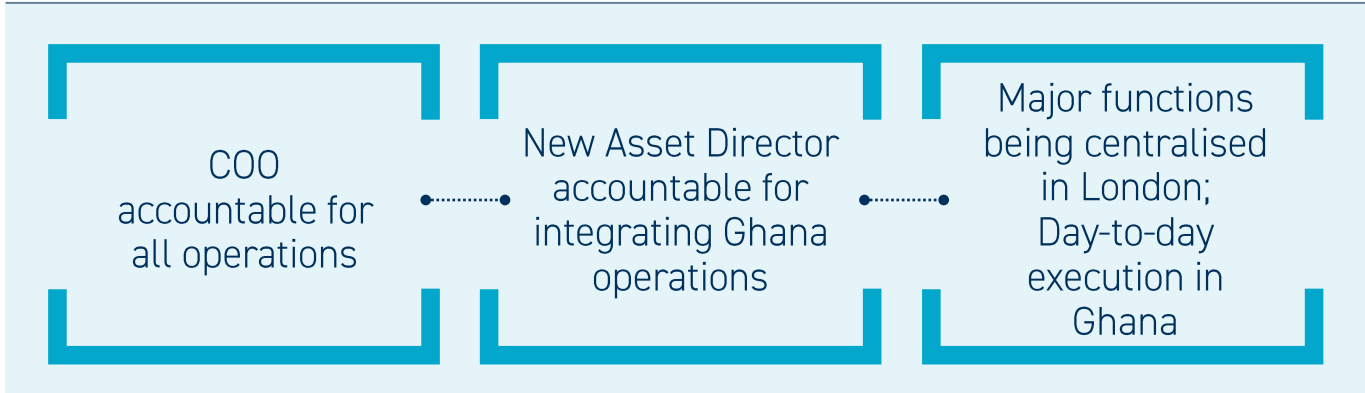 COO
accountable for
all operations
New Asset Director
accountable for
integrating Ghana
operations
Major functions
being centralised
in London;
Day-to-day
execution in
Ghana